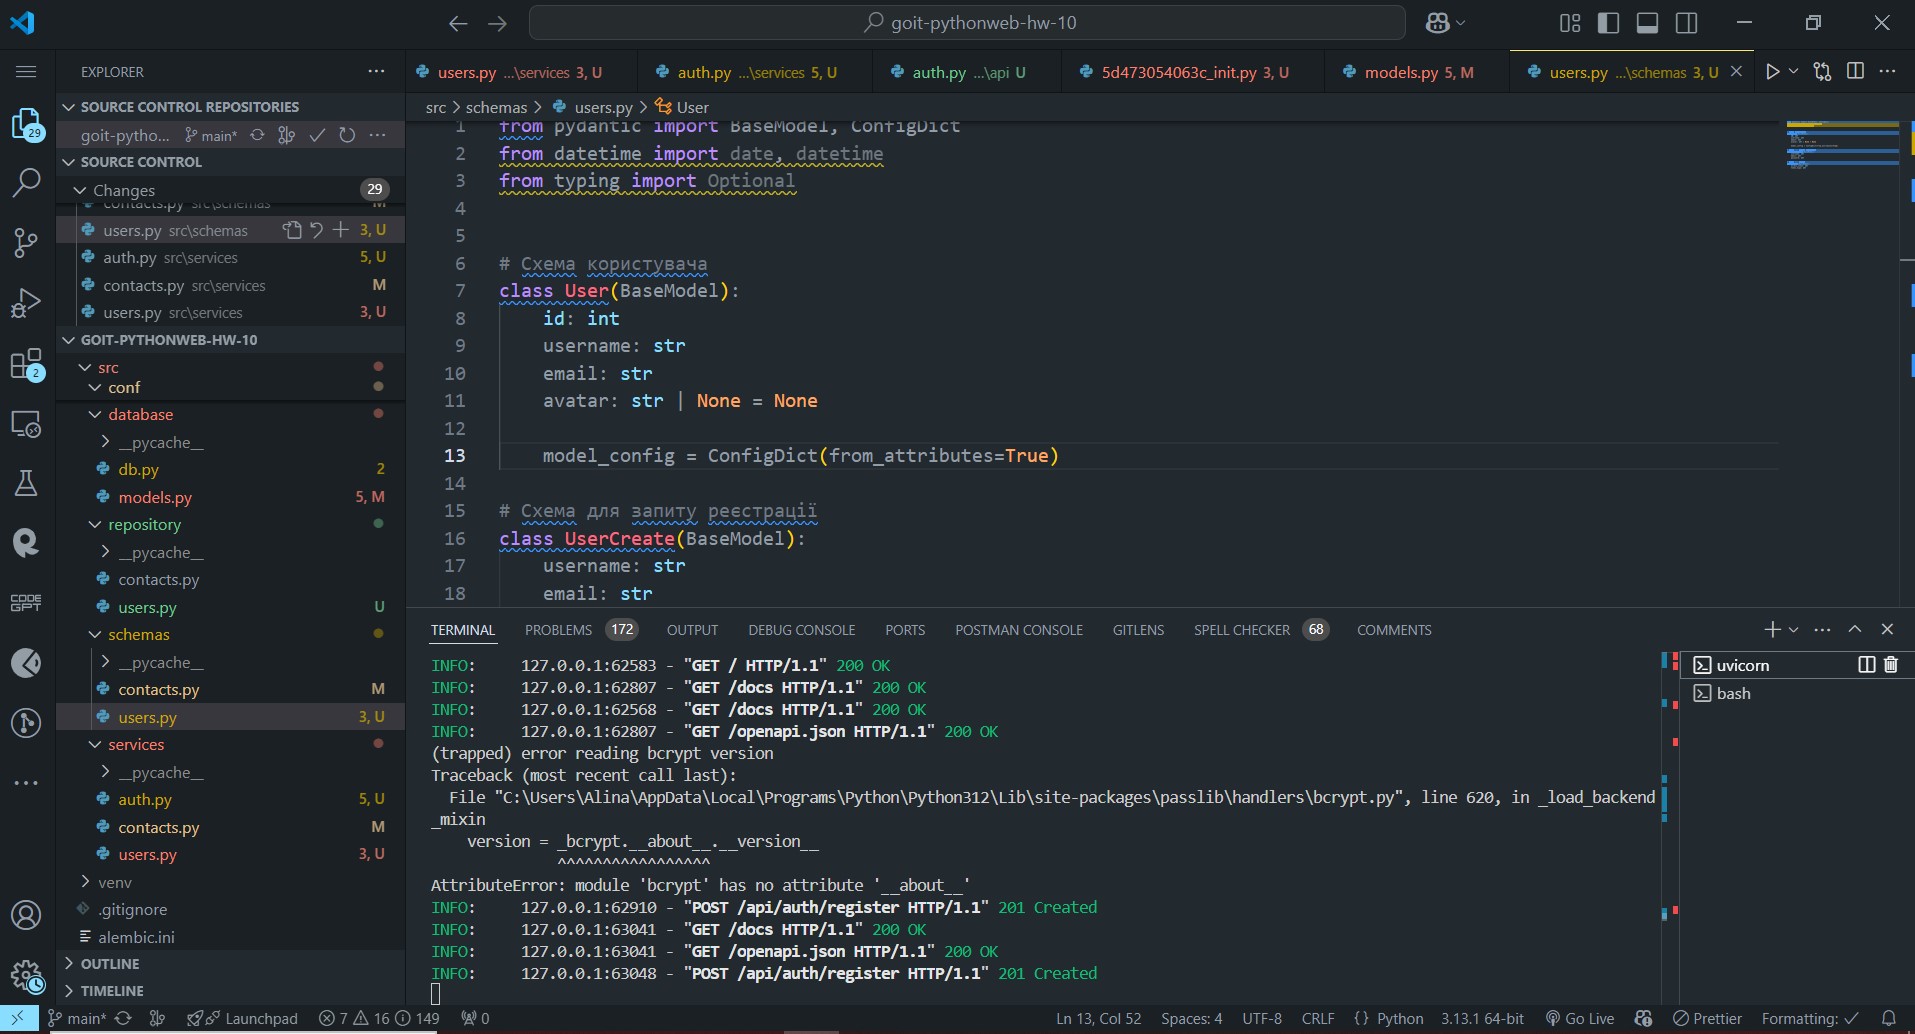 goit-pythonweb-hw-10
EXPLORER
SOURCE CONTROL REPOSITORIES
goit-pytho... main*
SOURCE CONTROL
Changes 29
contacts.py src\schemas M
users.py src\schemas 3, U
auth.py src\services 5, U
contacts.py src\services M
users.py src\services 3, U
GOIT-PYTHONWEB-HW-10
src
conf
database
__pycache__
db.py 2
models.py 5, M
repository
__pycache__
contacts.py
users.py U
schemas
__pycache__
contacts.py M
users.py 3, U
services
__pycache__
auth.py 5, U
contacts.py M
users.py 3, U
venv
.gitignore
alembic.ini
OUTLINE
TIMELINE
29
2
CODE
GPT
users.py ...\services 3, U
auth.py ...\services 5, U
auth.py ...\api U
5d473054063c_init.py 3, U
models.py 5, M
users.py ...\schemas 3, U
src > schemas > users.py > User
1 from pydantic import BaseModel, ConfigDict
2 from datetime import date, datetime
3 from typing import Optional
4
5
6 # Схема користувача
7 class User(BaseModel):
8 id: int
9 username: str
10 email: str
11 avatar: str | None = None
12
13 model_config = ConfigDict(from_attributes=True)
14
15 # Схема для запиту реєстрації
16 class UserCreate(BaseModel):
17 username: str
18 email: str
TERMINAL PROBLEMS 172 OUTPUT DEBUG CONSOLE PORTS POSTMAN CONSOLE GITLENS SPELL CHECKER 68 COMMENTS
INFO: 127.0.0.1:62583 - "GET / HTTP/1.1" 200 OK
INFO: 127.0.0.1:62807 - "GET /docs HTTP/1.1" 200 OK
INFO: 127.0.0.1:62568 - "GET /docs HTTP/1.1" 200 OK
INFO: 127.0.0.1:62807 - "GET /openapi.json HTTP/1.1" 200 OK
(trapped) error reading bcrypt version
Traceback (most recent call last):
File "C:\Users\Alina\AppData\Local\Programs\Python\Python312\Lib\site-packages\passlib\handlers\bcrypt.py", line 620, in _load_backend
_mixin
version = _bcrypt.__about__.__version__
^^^^^^^^^^^^^^^^^
AttributeError: module 'bcrypt' has no attribute '__about__'
INFO: 127.0.0.1:62910 - "POST /api/auth/register HTTP/1.1" 201 Created
INFO: 127.0.0.1:63041 - "GET /docs HTTP/1.1" 200 OK
INFO: 127.0.0.1:63041 - "GET /openapi.json HTTP/1.1" 200 OK
INFO: 127.0.0.1:63048 - "POST /api/auth/register HTTP/1.1" 201 Created
uvicorn
bash
main* Launchpad 7 16 149 0 Ln 13, Col 52 Spaces: 4 UTF-8 CRLF {} Python 3.13.1 64-bit Go Live Prettier Formatting: ✓